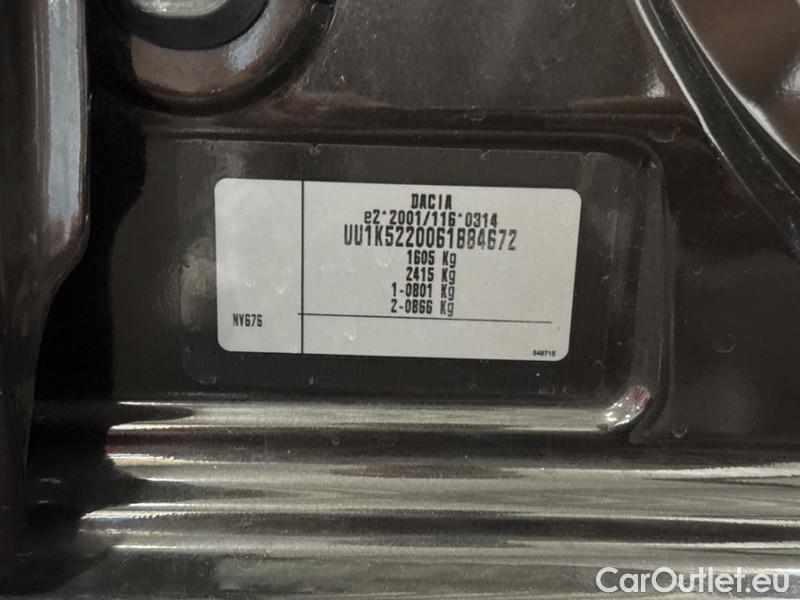 DACIA
e2*2001/116*0314
UU1K5220061884672
1605 Kg
2415 Kg
1-0801 Kg
2-0866 Kg
NV676
548715
CarOutlet.eu